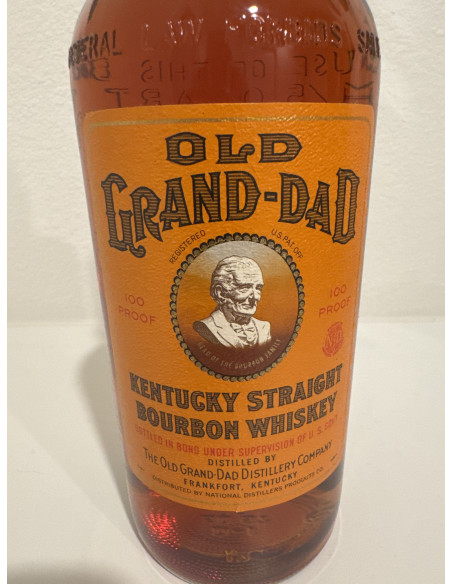 OLD
GRAND-DAD
REGISTERED U.S. PAT. OFF.
100 PROOF
100 PROOF
HEAD OF THE BOURBON FAMILY
KENTUCKY STRAIGHT
BOURBON WHISKEY
BOTTLED IN BOND UNDER SUPERVISION OF U.S. GOV'T
DISTILLED BY
THE OLD GRAND-DAD DISTILLERY COMPANY
FRANKFORT, KENTUCKY
DISTRIBUTED BY NATIONAL DISTILLERS PRODUCTS CO.